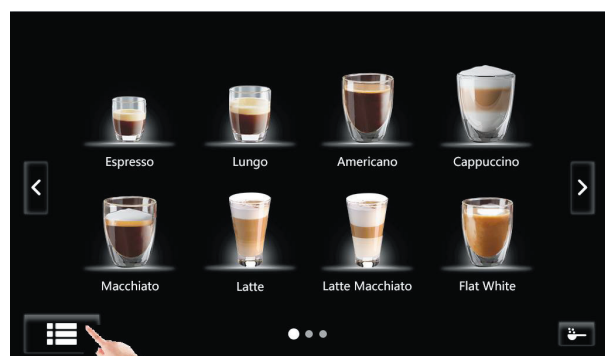 Espresso
Lungo
Americano
Cappuccino
Macchiato
Latte
Latte Macchiato
Flat White